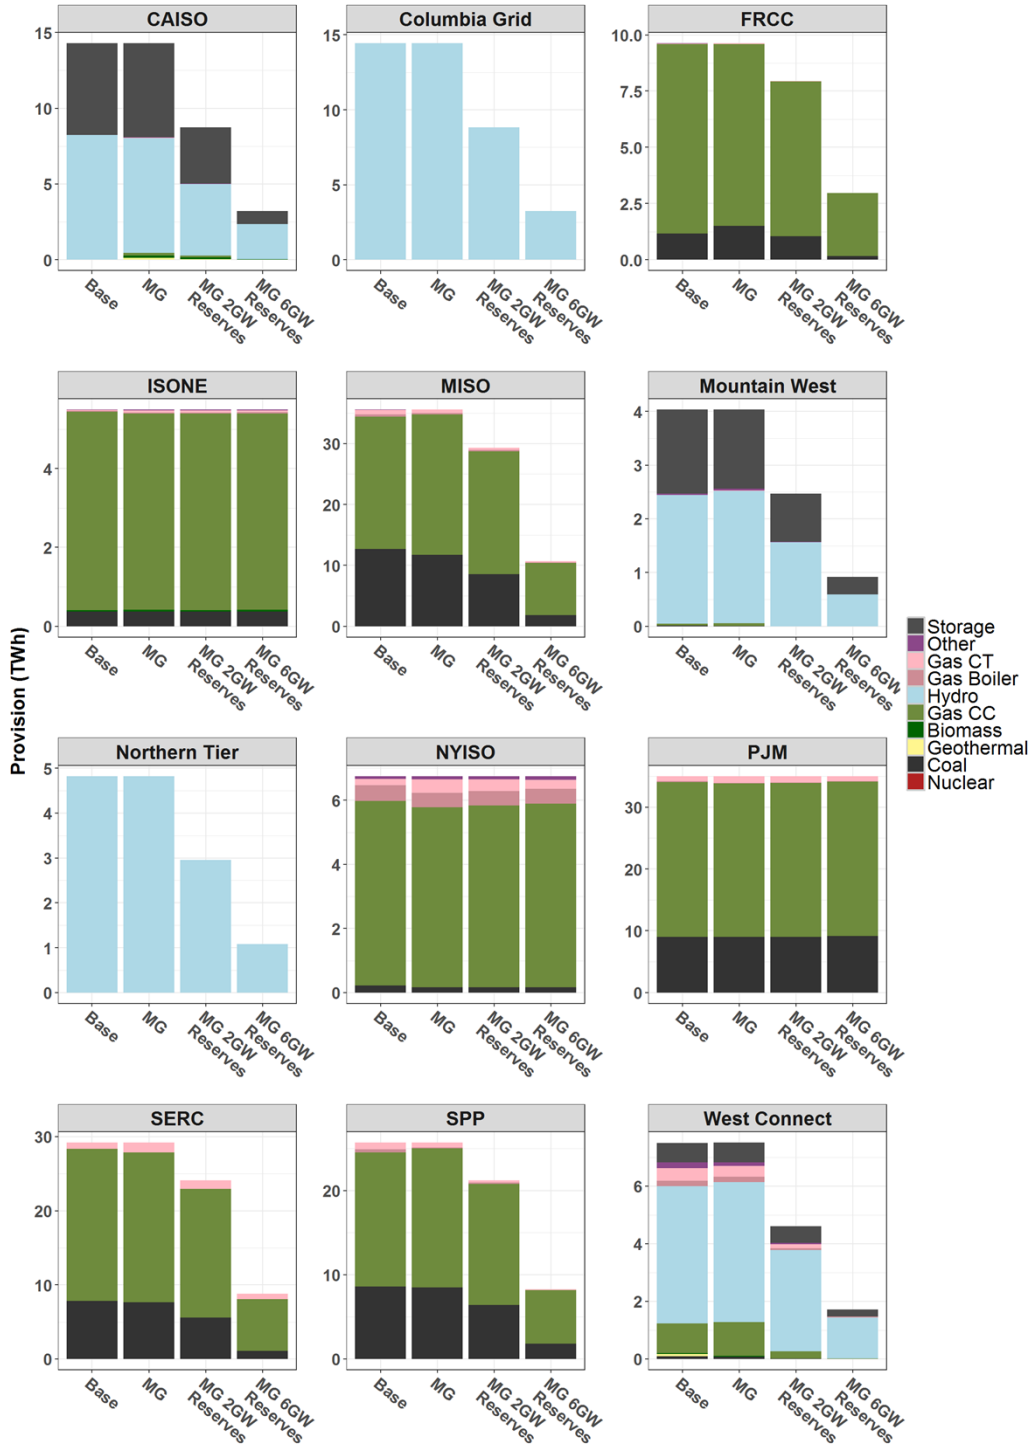 CAISO
Columbia Grid
FRCC
15
10
5
0
15
10
5
0
10.0
7.5
5.0
2.5
0.0
Base
MG
MG 2GW
Reserves
MG 6GW
Reserves
Base
MG
MG 2GW
Reserves
MG 6GW
Reserves
Base
MG
MG 2GW
Reserves
MG 6GW
Reserves
ISONE
MISO
Mountain West
4
2
0
30
20
10
0
4
3
2
1
0
Base
MG
MG 2GW
Reserves
MG 6GW
Reserves
Base
MG
MG 2GW
Reserves
MG 6GW
Reserves
Base
MG
MG 2GW
Reserves
MG 6GW
Reserves
Provision (TWh)
Storage
Other
Gas CT
Gas Boiler
Hydro
Gas CC
Biomass
Geothermal
Coal
Nuclear
Northern Tier
NYISO
PJM
5
4
3
2
1
0
6
4
2
0
30
20
10
0
Base
MG
MG 2GW
Reserves
MG 6GW
Reserves
Base
MG
MG 2GW
Reserves
MG 6GW
Reserves
Base
MG
MG 2GW
Reserves
MG 6GW
Reserves
SERC
SPP
West Connect
30
20
10
0
20
10
0
6
4
2
0
Base
MG
MG 2GW
Reserves
MG 6GW
Reserves
Base
MG
MG 2GW
Reserves
MG 6GW
Reserves
Base
MG
MG 2GW
Reserves
MG 6GW
Reserves